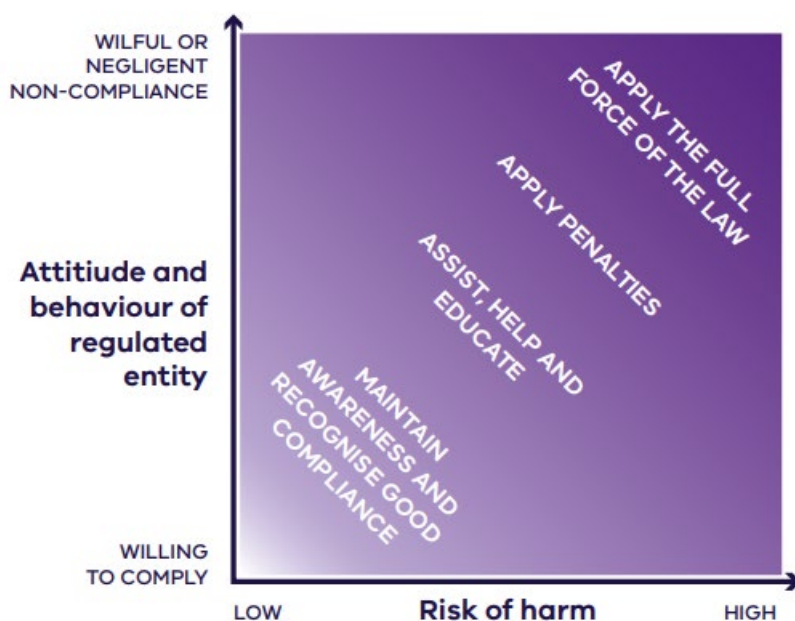 WILFUL OR
NEGLIGENT
NON-COMPLIANCE
APPLY THE FULL
FORCE OF THE LAW
APPLY PENALTIES
Attitiude and
behaviour of
regulated
entity
ASSIST, HELP AND
EDUCATE
MAINTAIN
AWARENESS AND
RECOGNISE GOOD
COMPLIANCE
WILLING
TO COMPLY
LOW
Risk of harm
HIGH